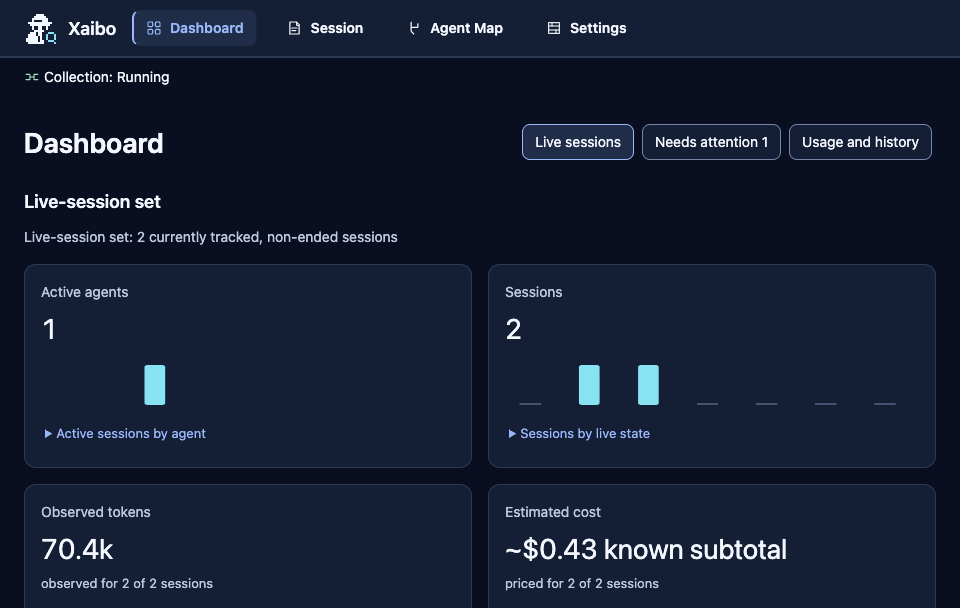 Xaibo
Dashboard
Session
Agent Map
Settings
Collection: Running
Dashboard
Live sessions
Needs attention 1
Usage and history
Live-session set
Live-session set: 2 currently tracked, non-ended sessions
Active agents
1
Active sessions by agent
Sessions
2
Sessions by live state
Observed tokens
70.4k
observed for 2 of 2 sessions
Estimated cost
~$0.43 known subtotal
priced for 2 of 2 sessions